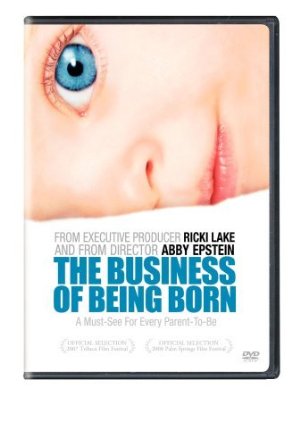 FROM EXECUTIVE PRODUCER RICKI LAKE
AND FROM DIRECTOR ABBY EPSTEIN
THE BUSINESS
OF BEING BORN
A Must-See For Every Parent-To-Be
OFFICIAL SELECTION
2007 Tribeca Film Festival
OFFICIAL SELECTION
2008 Palm Springs Film Festival
DVD